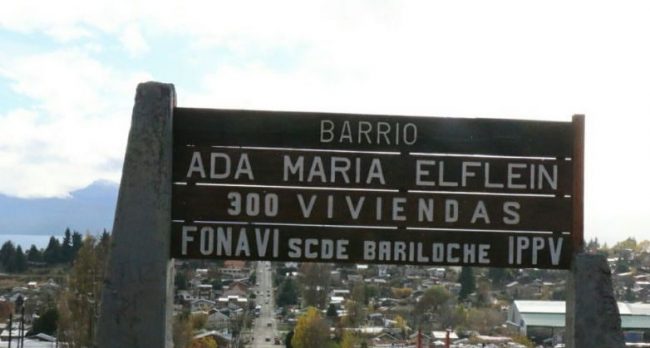 BARRIO
ADA MARIA ELFLEIN
300 VIVIENDAS
FONAVI SCDE BARILOCHE IPPV